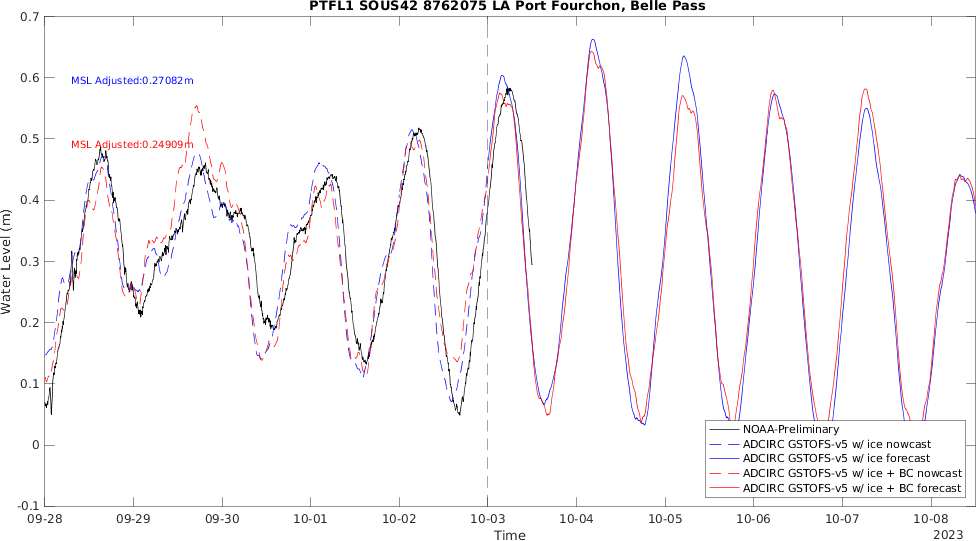 PTFL1 SOUS42 8762075 LA Port Fourchon, Belle Pass
0.7
0.6
0.5
0.4
0.3
0.2
0.1
0
-0.1
Water Level (m)
MSL Adjusted:0.27082m
MSL Adjusted:0.24909m
NOAA-Preliminary
ADCIRC GSTOFS-v5 w/ ice nowcast
ADCIRC GSTOFS-v5 w/ ice forecast
ADCIRC GSTOFS-v5 w/ ice + BC nowcast
ADCIRC GSTOFS-v5 w/ ice + BC forecast
09-28 09-29 09-30 10-01 10-02 10-03 10-04 10-05 10-06 10-07 10-08
2023
Time